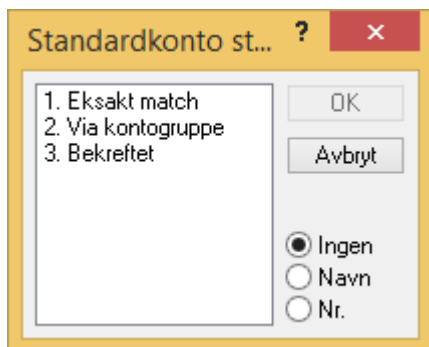 Standardkonto st... ? ×
1. Eksakt match
2. Via kontogruppe
3. Bekreftet
OK
Avbryt
Ingen
Navn
Nr.